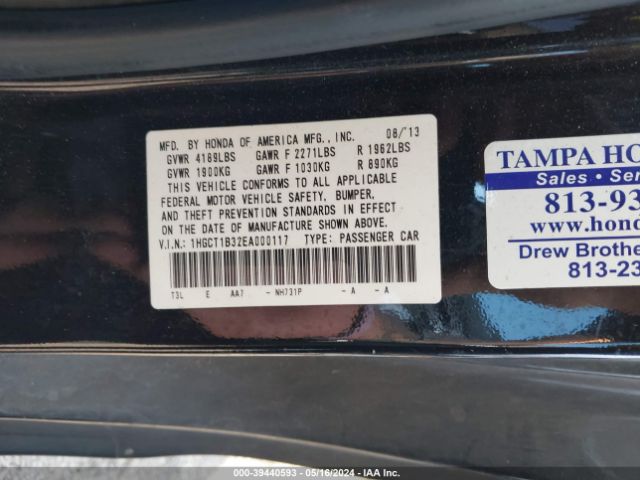 MFD. BY HONDA OF AMERICA MFG., INC. 08/'13
GVWR 4189LBS GAWR F 2271LBS R 1962LBS
GVWR 1900KG GAWR F 1030KG R 890KG
THIS VEHICLE CONFORMS TO ALL APPLICABLE
FEDERAL MOTOR VEHICLE SAFETY, BUMPER,
AND THEFT PREVENTION STANDARDS IN EFFECT
ON THE DATE OF MANUFACTURE SHOWN ABOVE.
V.I.N.: 1HGCT1B32EA000117 TYPE: PASSENGER CAR
T3L E AA7 - NH731P - A - A
TAMPA HO
Sales • Ser
813-93
www.hond
Drew Brothe
813-23
000-39440593 - 05/16/2024 - IAA Inc.